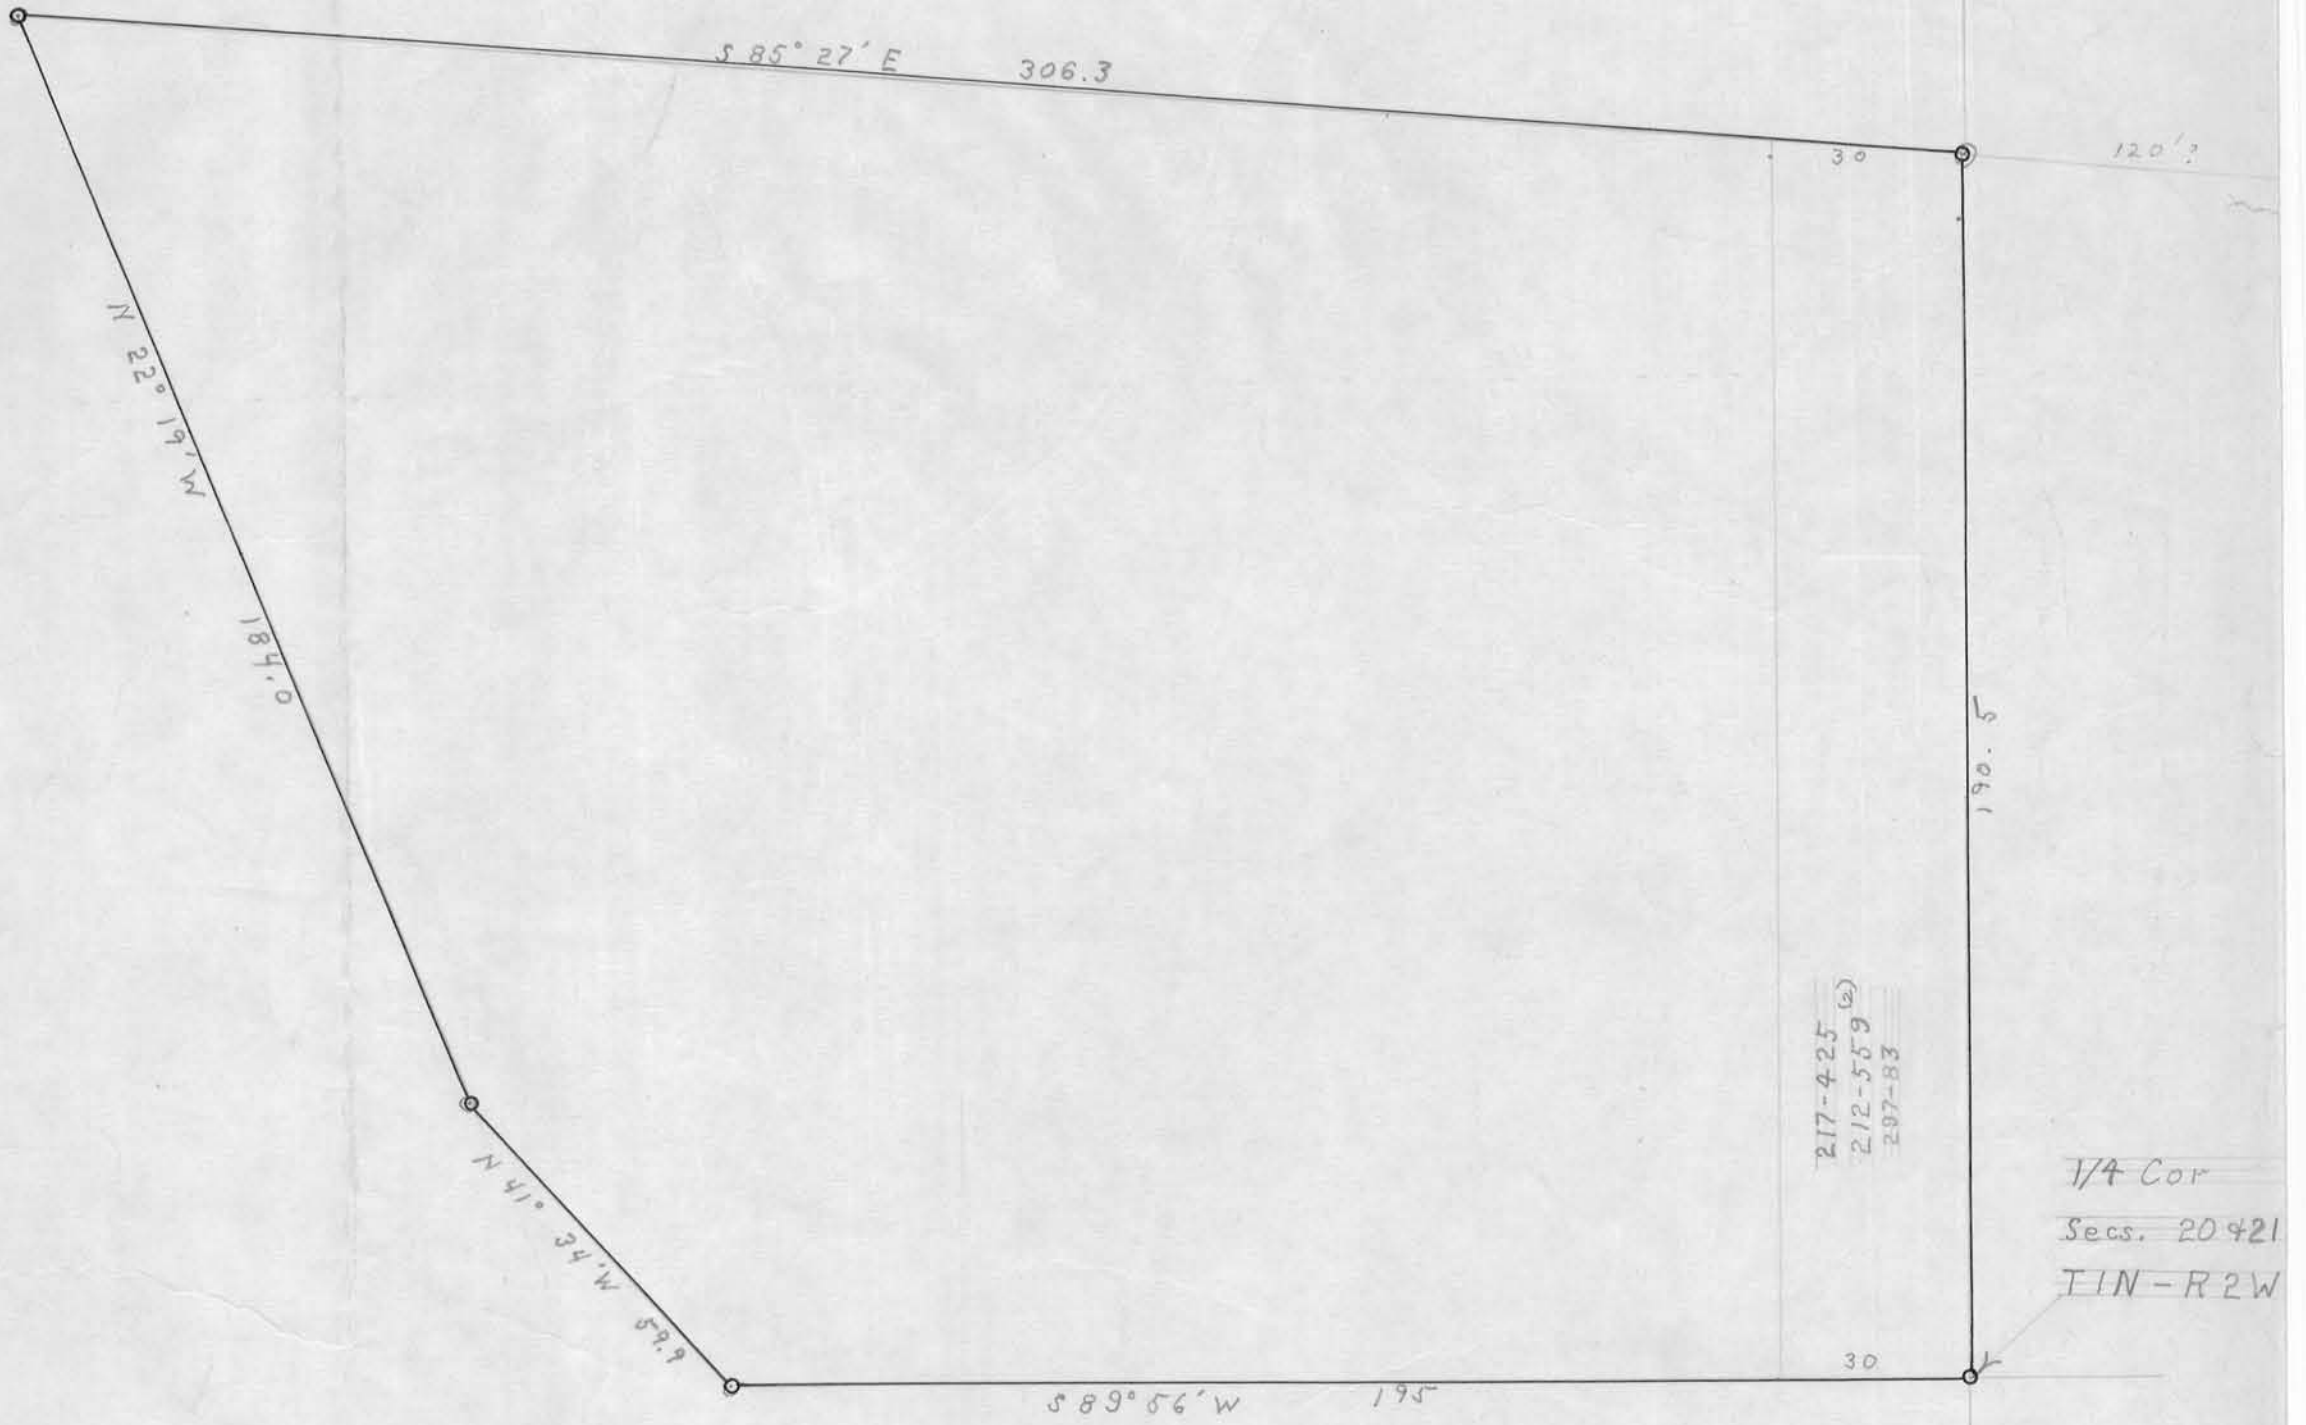 S 85° 27' E 306.3
30
120'?
N 22° 19' W
184.0
190.5
217-425
212-559 (2)
297-83
1/4 Cor
Secs. 20 & 21
T1N - R2W
N 41° 34' W 59.9
30
S 89° 56' W 195